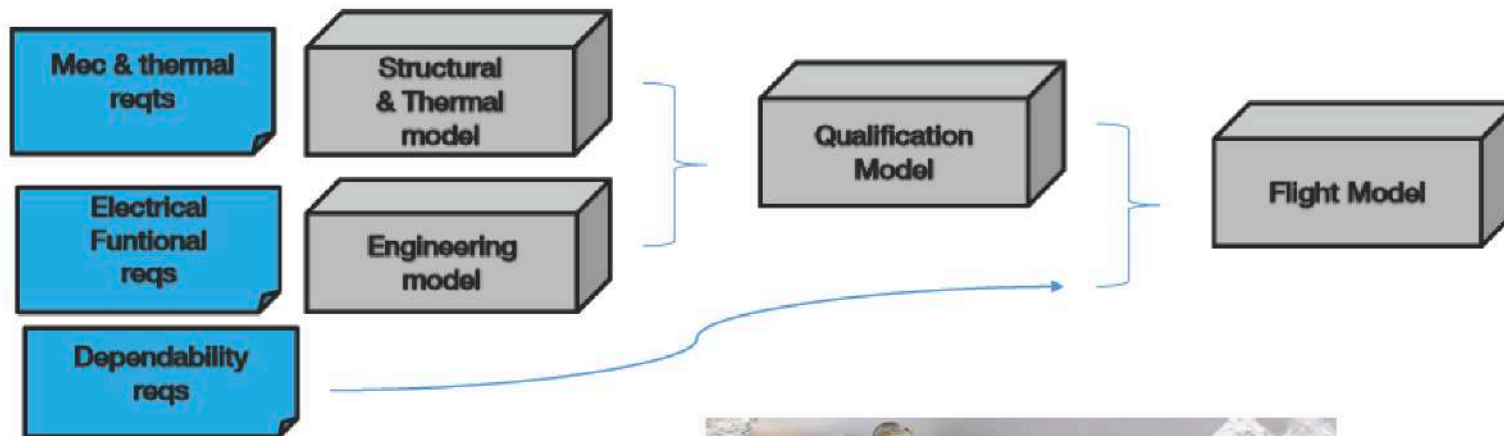 Mec & thermal
reqts
Structural
& Thermal
model
Electrical
Funtional
reqs
Engineering
model
Dependability
reqs
Qualification
Model
Flight Model